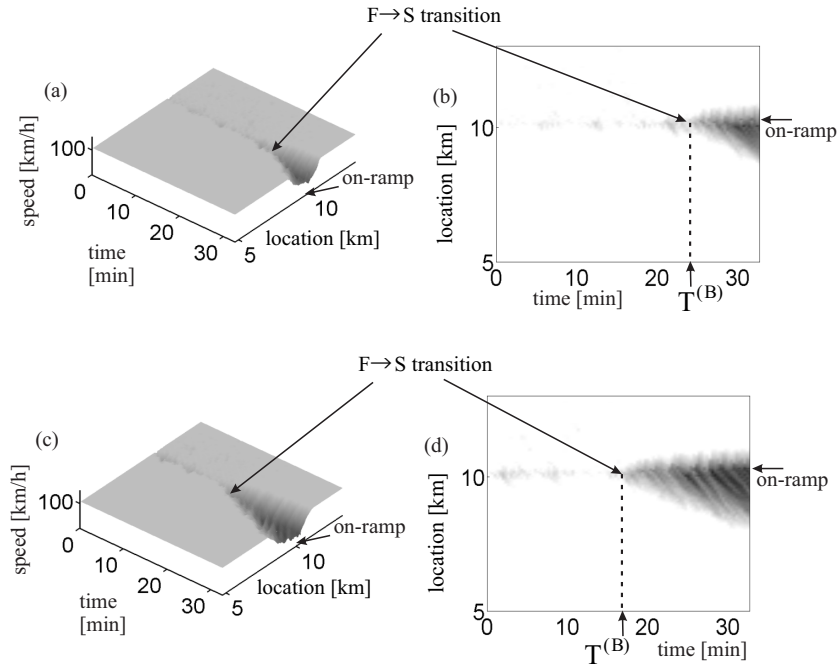 F→S transition
(a)
speed [km/h]
100
0
10
20
30
time
[min]
5
10
location [km]
on-ramp
(b)
location [km]
10
5
on-ramp
0
10
20
30
time [min]
T(B)
F→S transition
(c)
speed [km/h]
100
0
10
20
30
time
[min]
5
10
location [km]
on-ramp
(d)
location [km]
10
5
on-ramp
0
10
20
30
T(B)
time [min]